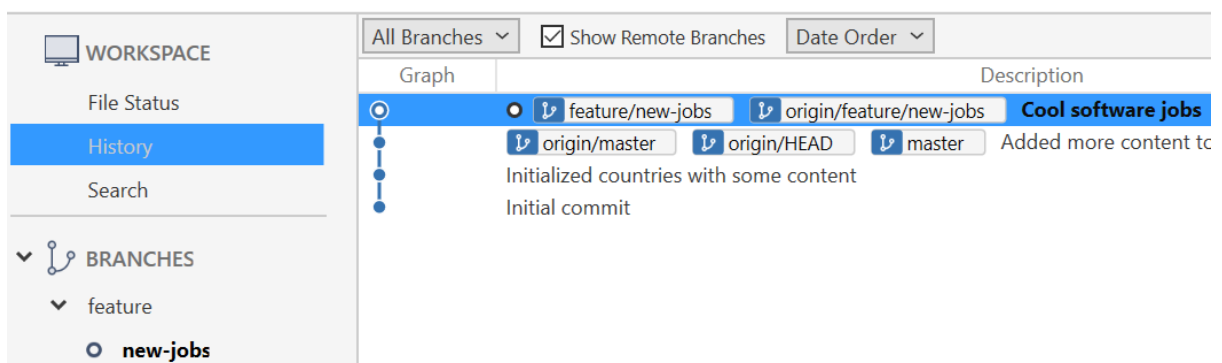 WORKSPACE
File Status
History
Search
BRANCHES
feature
new-jobs
All Branches Show Remote Branches Date Order
Graph Description
feature/new-jobs origin/feature/new-jobs Cool software jobs
origin/master origin/HEAD master Added more content to
Initialized countries with some content
Initial commit